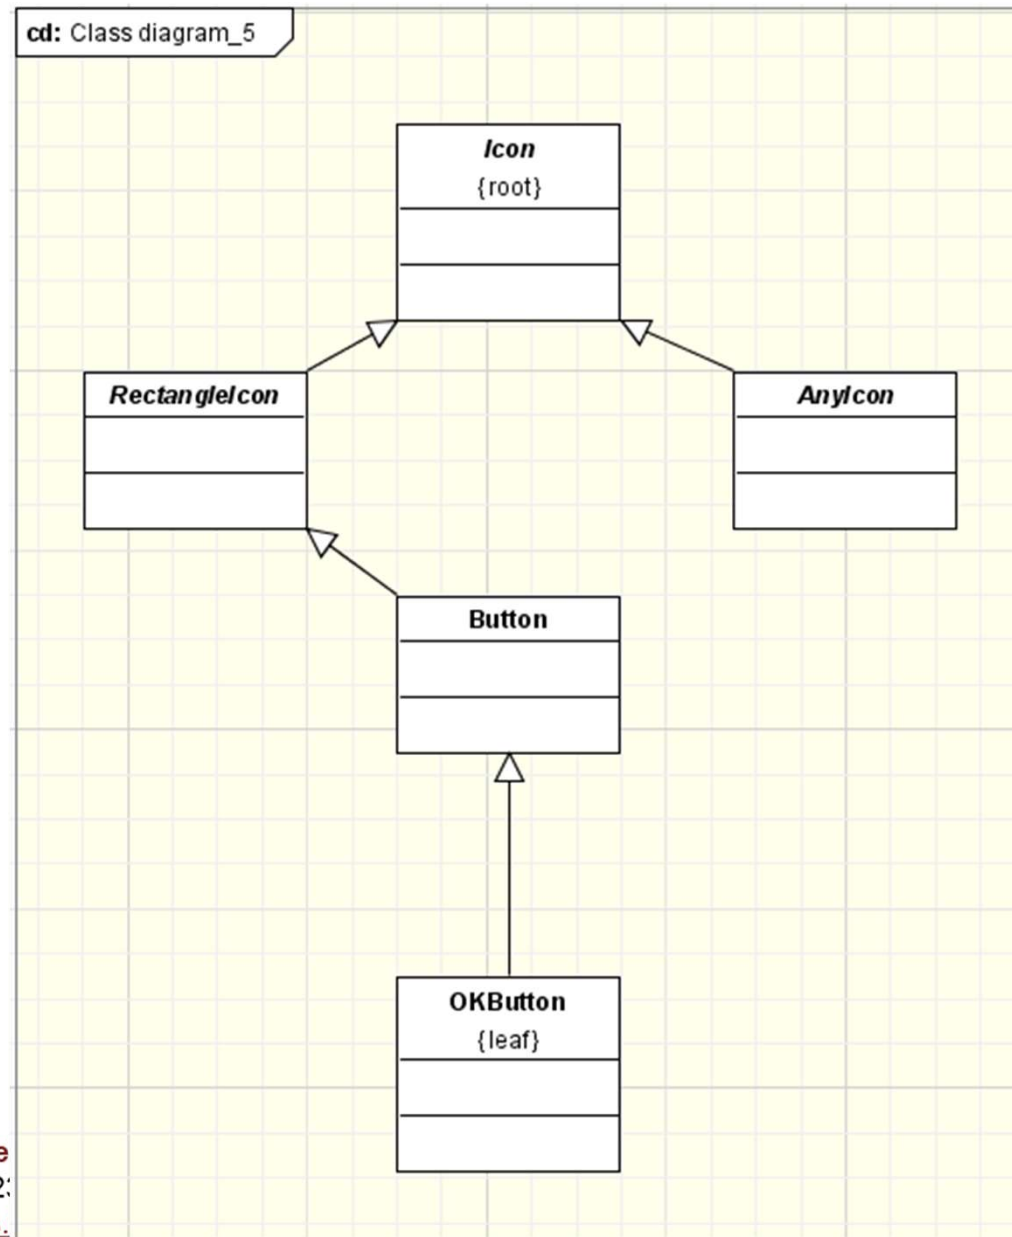 cd: Class diagram_5
Icon
{root}
RectangleIcon
AnyIcon
Button
OKButton
{leaf}
e